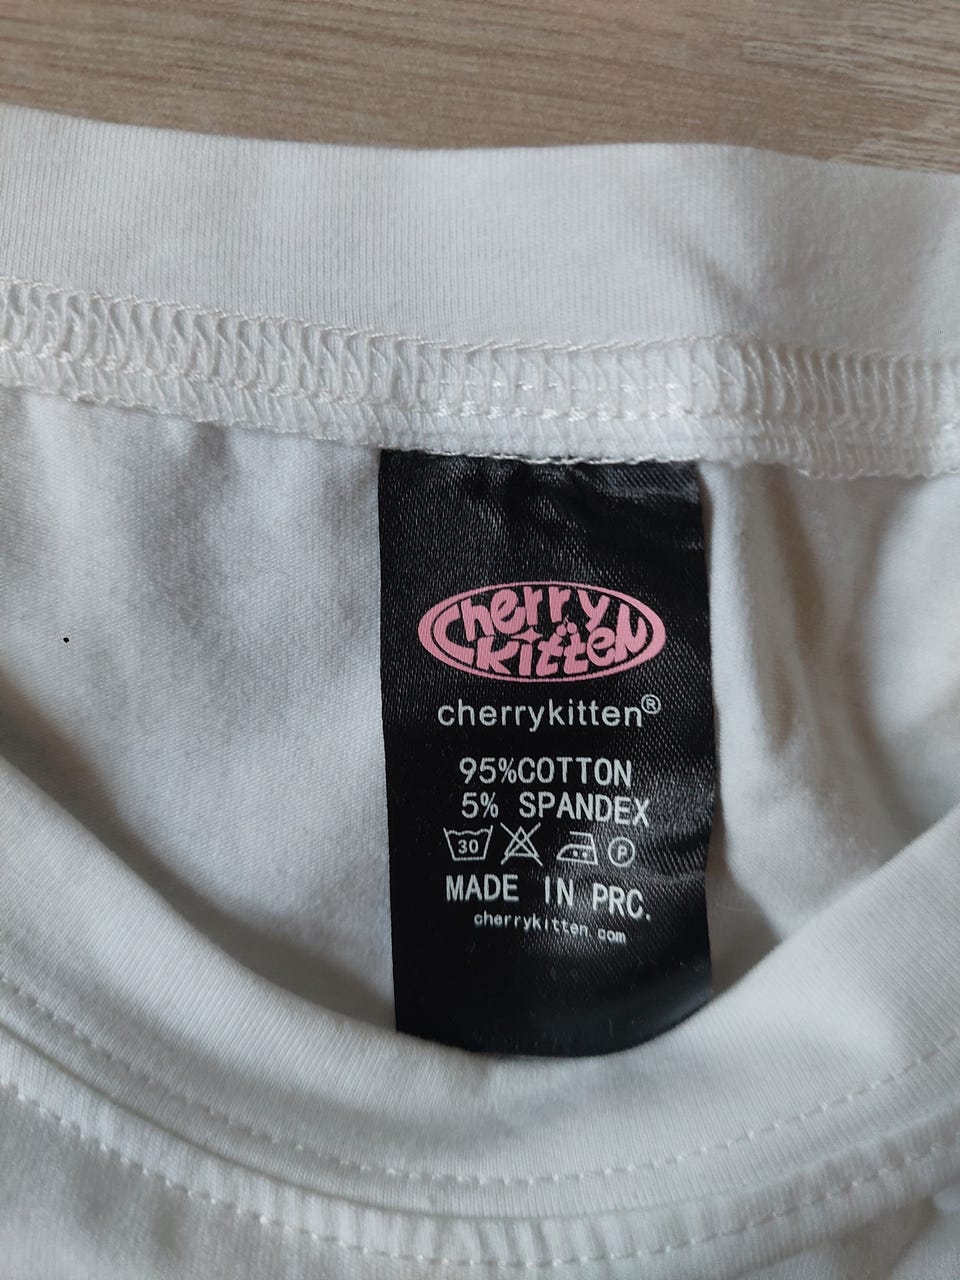 Cherry
kitten
cherrykitten®
95%COTTON
5% SPANDEX
30 P
MADE IN PRC.
cherrykitten.com